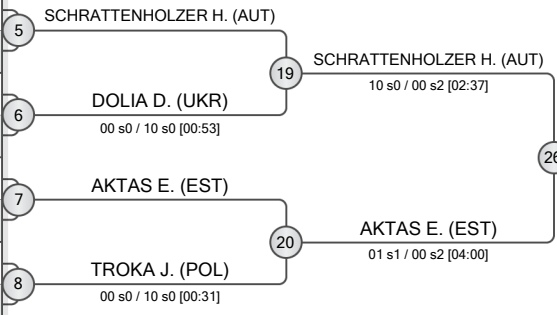 SCHRATTENHOLZER H. (AUT)
5
19
SCHRATTENHOLZER H. (AUT)
10 s0 / 00 s2 [02:37]
6
DOLIA D. (UKR)
00 s0 / 10 s0 [00:53]
26
7
AKTAS E. (EST)
20
AKTAS E. (EST)
01 s1 / 00 s2 [04:00]
8
TROKA J. (POL)
00 s0 / 10 s0 [00:31]